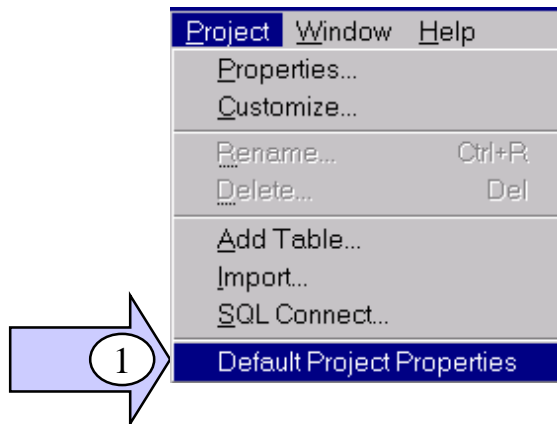 Project Window Help
Properties...
Customize...
Rename... Ctrl+R
Delete... Del
Add Table...
Import...
SQL Connect...
1 Default Project Properties